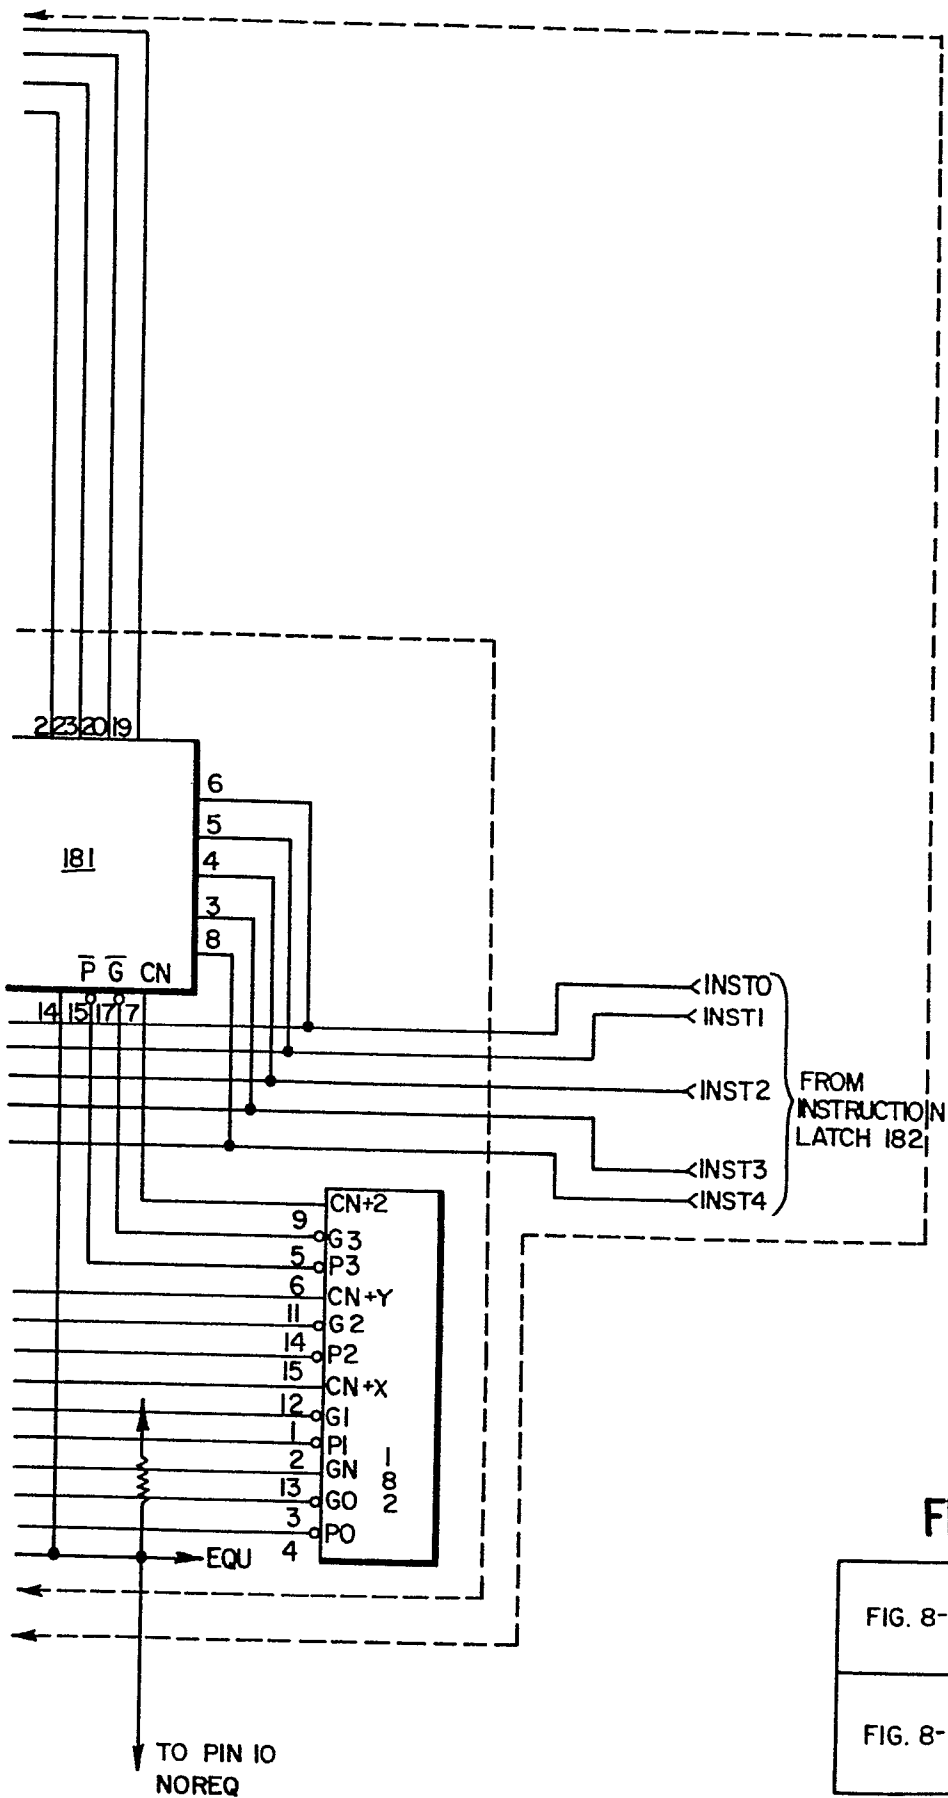 2 23 20 19
6
5
181
4
3
8
P̅ G̅ CN
14 15 17 7
INST0
INST1
INST2
FROM
INSTRUCTION
LATCH 182
INST3
INST4
CN+2
9
G3
5
P3
6
CN+Y
11
G2
14
P2
15
CN+X
12
G1
1
P1
2
GN
182
13
G0
3
P0
4
EQU
FIG. 8-
FIG. 8-
TO PIN 10
NOREQ